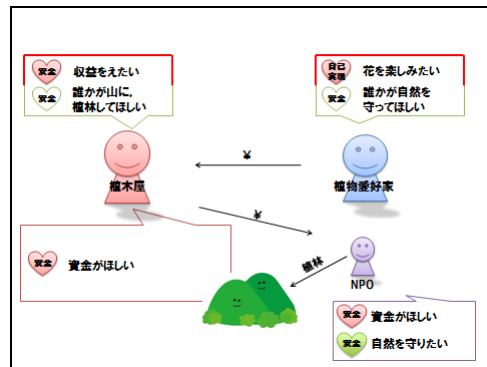 安全 収益をえたい
安全 誰かが山に,
植林してほしい
自己
実現 花を楽しみたい
安全 誰かが自然を
守ってほしい
¥
植木屋
植物愛好家
¥
安全 資金がほしい
植林
NPO
安全 資金がほしい
安全 自然を守りたい